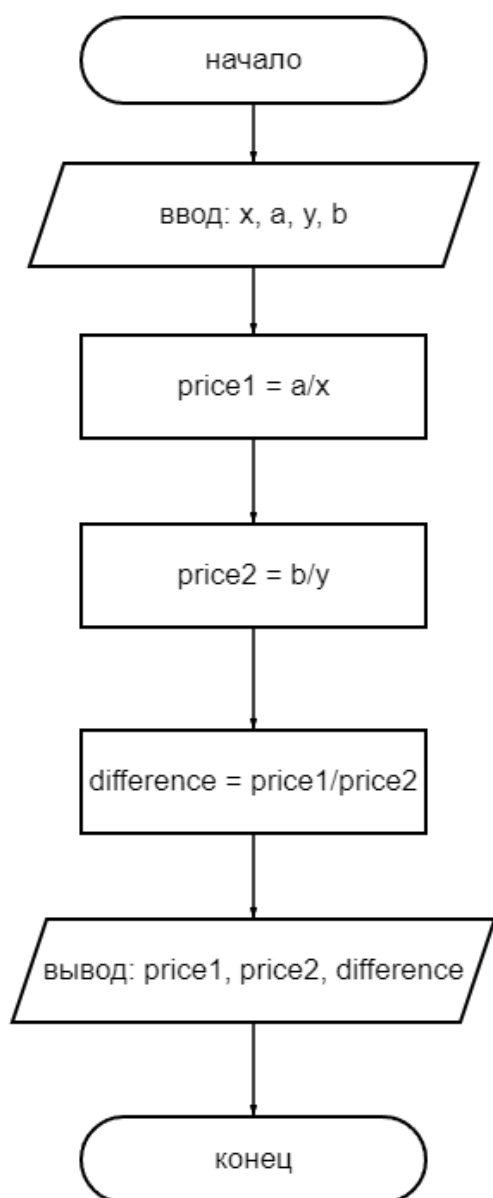 начало
ввод: x, a, y, b
price1 = a/x
price2 = b/y
difference = price1/price2
вывод: price1, price2, difference
конец